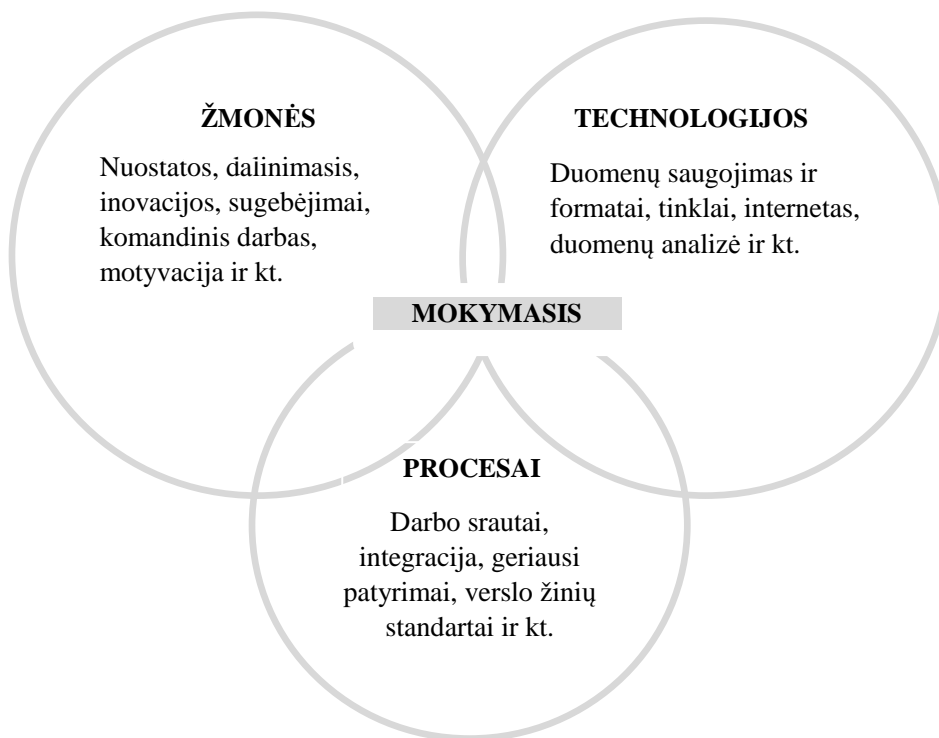 ŽMONĖS
Nuostatos, dalinimasis,
inovacijos, sugebėjimai,
komandinis darbas,
motyvacija ir kt.
TECHNOLOGIJOS
Duomenų saugojimas ir
formatai, tinklai, internetas,
duomenų analizė ir kt.
MOKYMASIS
PROCESAI
Darbo srautai,
integracija, geriausi
patyrimai, verslo žinių
standartai ir kt.